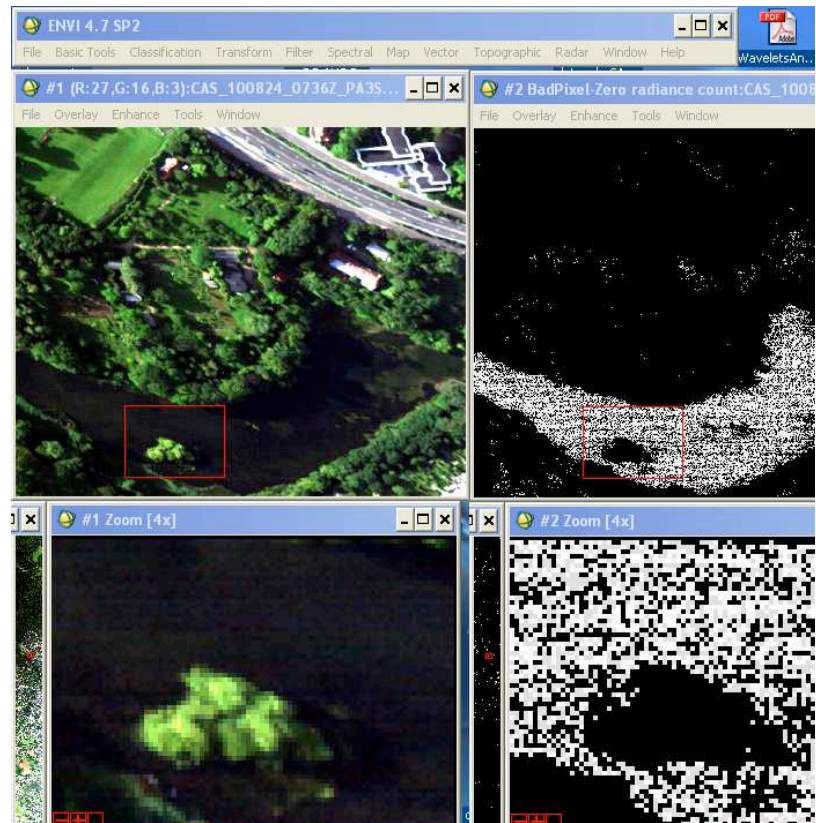 ENVI 4.7 SP2
File Basic Tools Classification Transform Filter Spectral Map Vector Topographic Radar Window Help
PDF
Adobe
WaveletsAn...
#1 (R:27,G:16,B:3):CAS_100824_0736Z_PA3S...
File Overlay Enhance Tools Window
#2 BadPixel-Zero radiance count:CAS_1008
File Overlay Enhance Tools Window
#1 Zoom [4x]
#2 Zoom [4x]